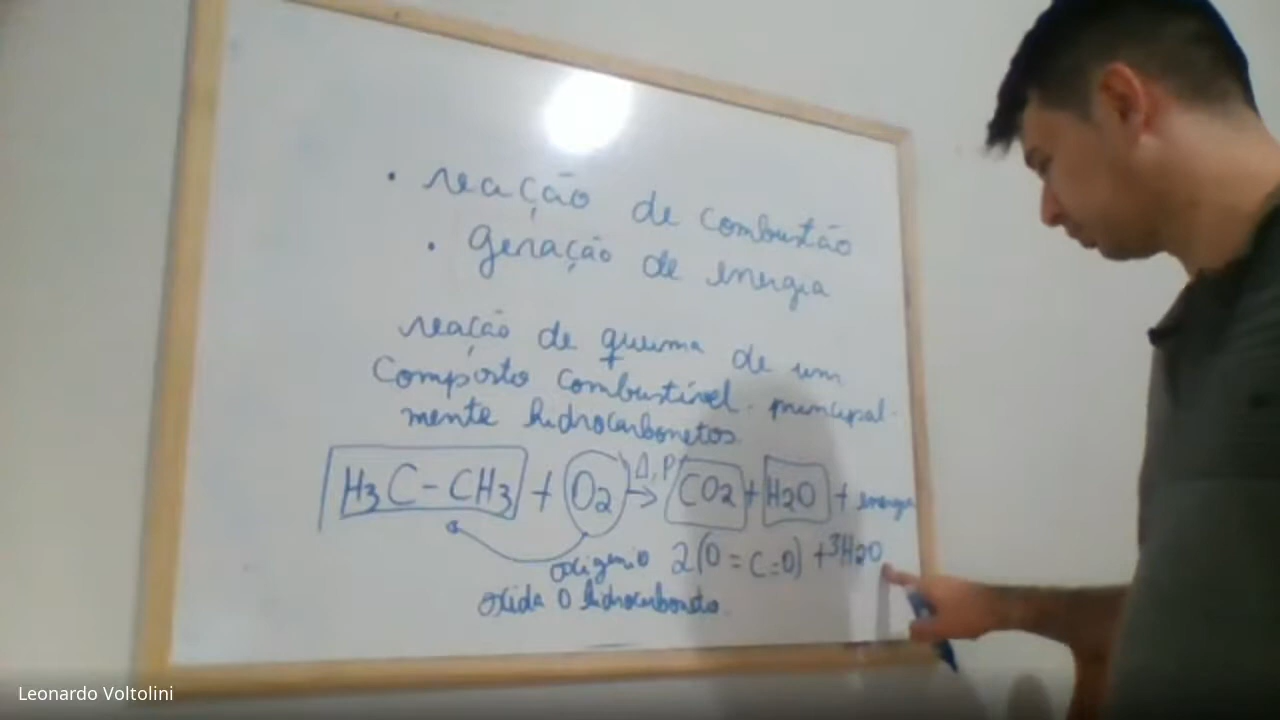 • reação de combustão
• Geração de energia
reação de queima de um
composto combustível. principal-
mente hidrocarbonetos.
H3C-CH3 + O2 Δ,P → CO2 + H2O + energia
oxigenio 2(O=C=O) + 3H2O
oxida o hidrocarboneto.
Leonardo Voltolini